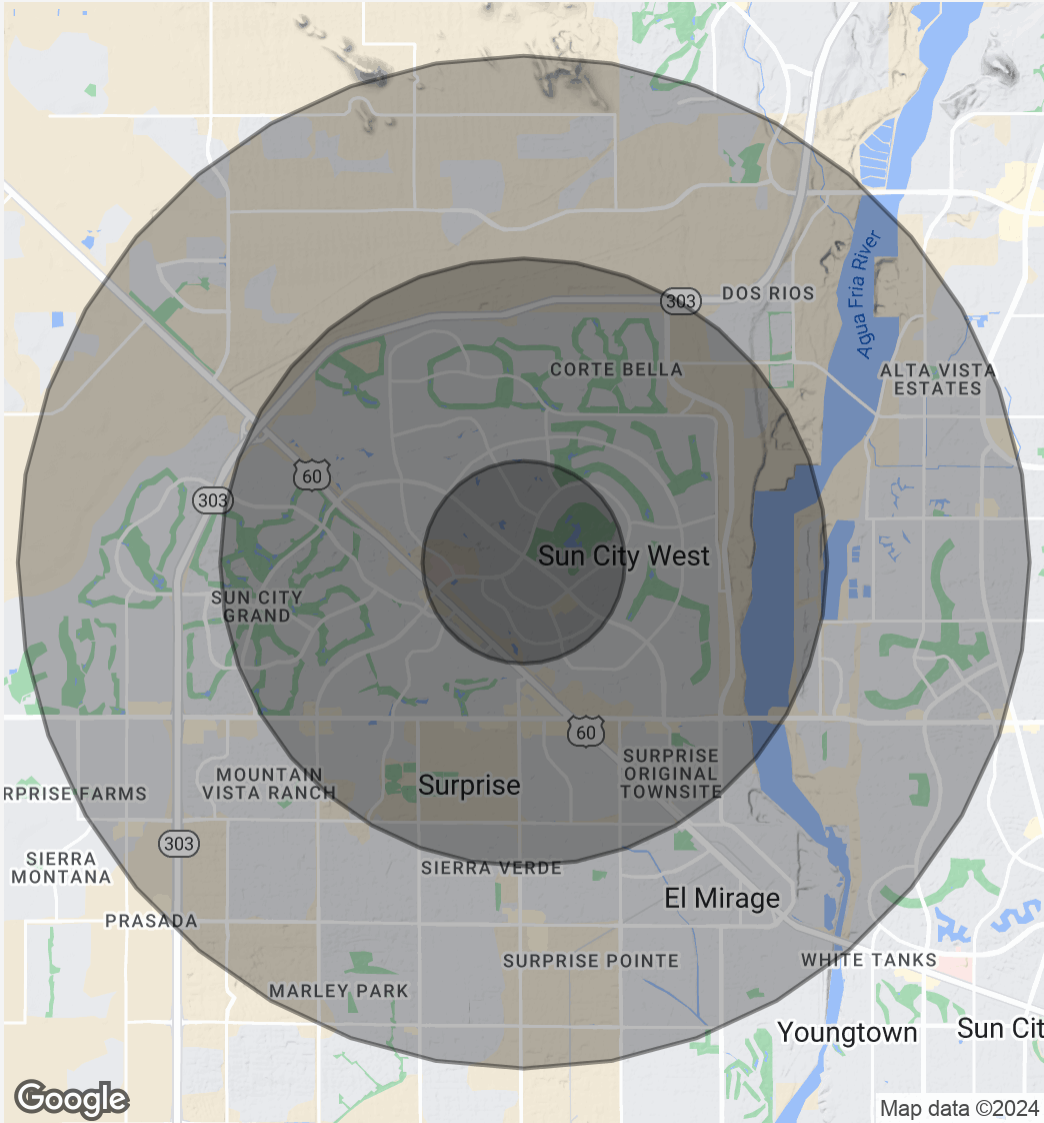 303
DOS RIOS
Agua Fria River
CORTE BELLA
ALTA VISTA
ESTATES
60
303
Sun City West
SUN CITY
GRAND
60
SURPRISE
ORIGINAL
TOWNSITE
MOUNTAIN
VISTA RANCH
Surprise
RPRISE FARMS
303
SIERRA
MONTANA
SIERRA VERDE
El Mirage
PRASADA
SURPRISE POINTE
WHITE TANKS
MARLEY PARK
Youngtown
Sun Cit
Google
Map data ©2024